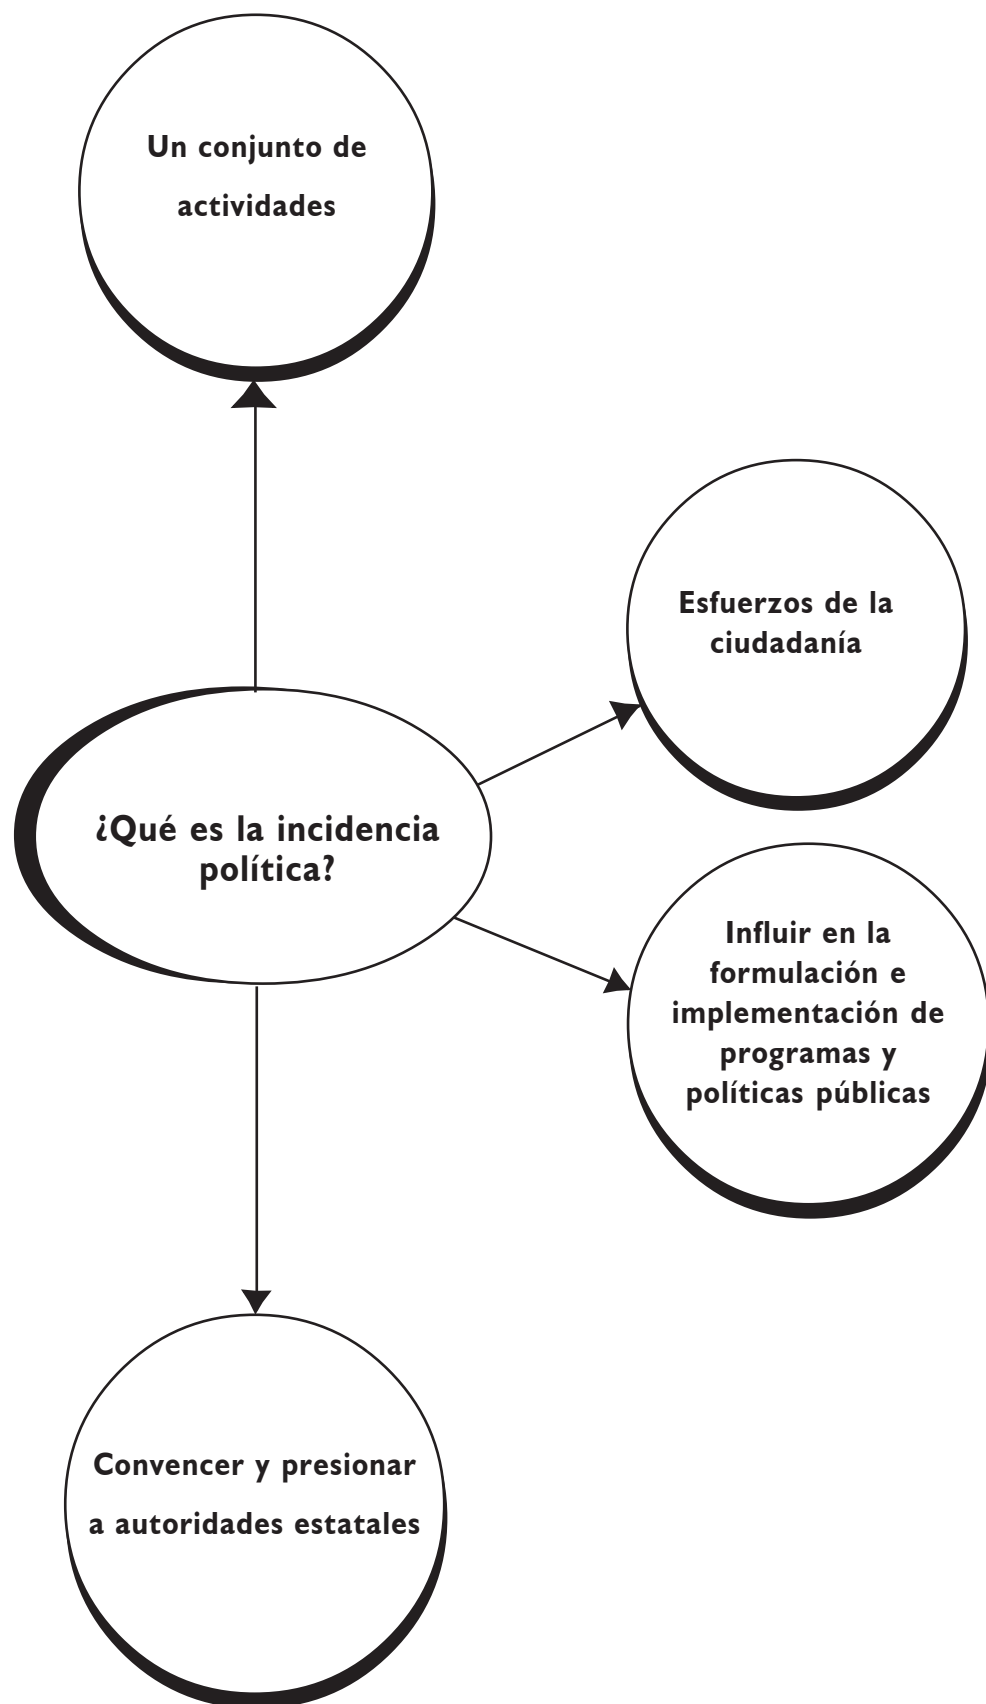 Un conjunto de
actividades
Esfuerzos de la
ciudadanía
¿Qué es la incidencia
política?
Influir en la
formulación e
implementación de
programas y
políticas públicas
Convencer y presionar
a autoridades estatales